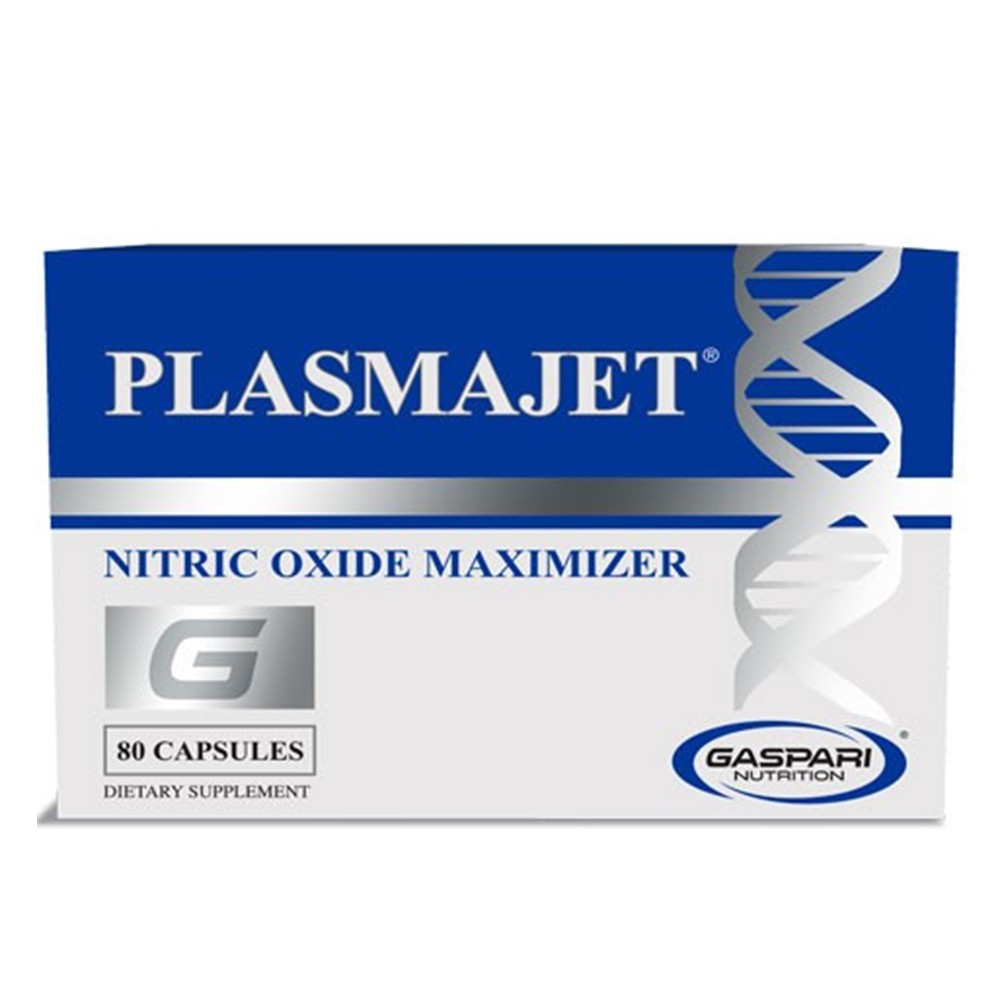 PLASMAJET®
NITRIC OXIDE MAXIMIZER
G
80 CAPSULES
DIETARY SUPPLEMENT
GASPARI®
NUTRITION